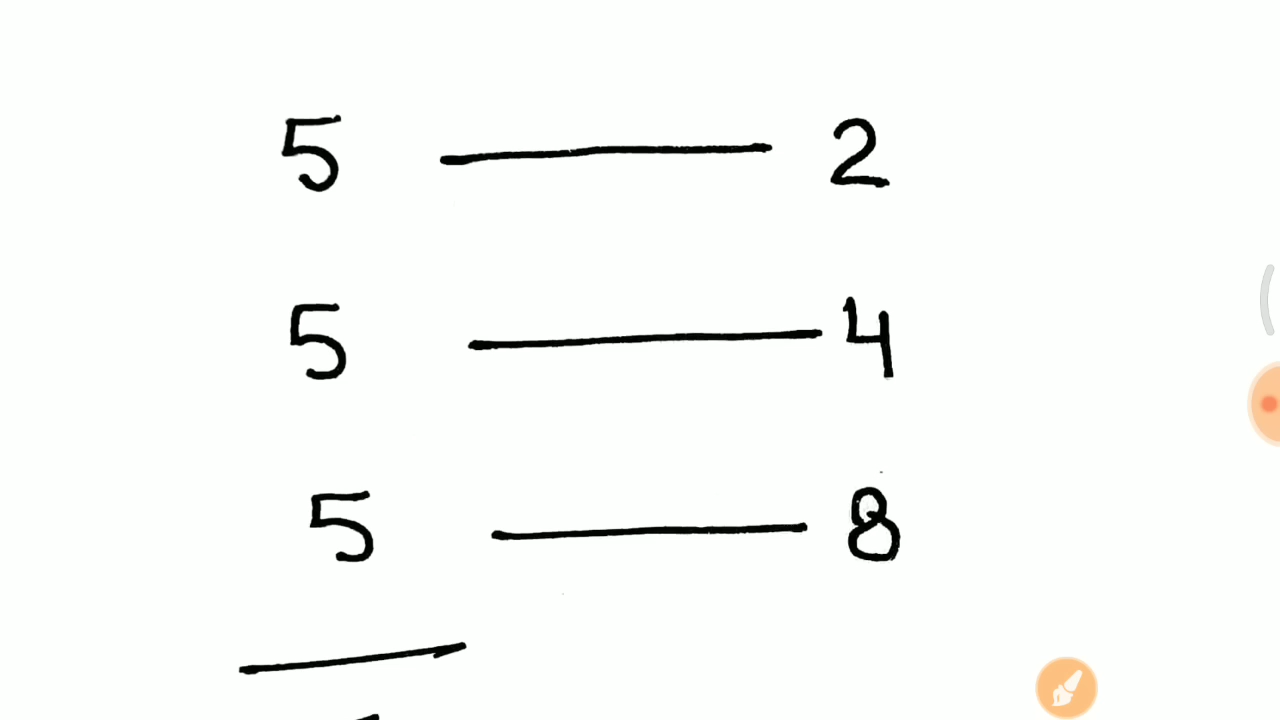 5 — 2
5 — 4
5 — 8